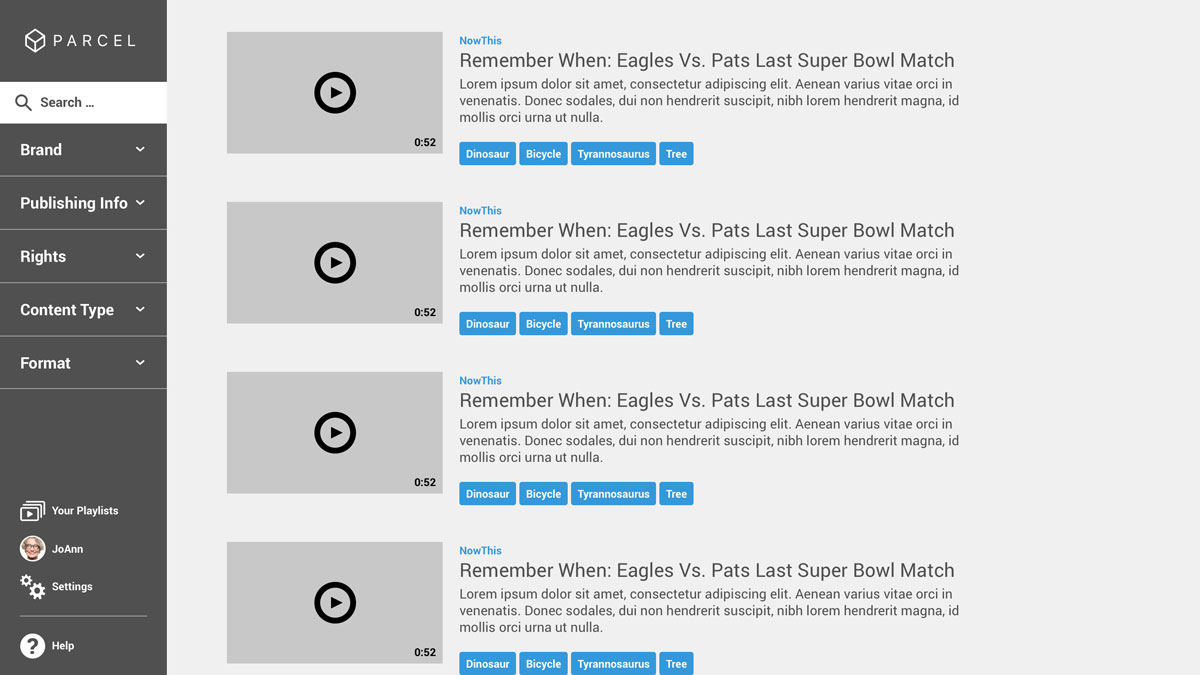 PARCEL
Search ...
Brand
Publishing Info
Rights
Content Type
Format
Your Playlists
JoAnn
Settings
? Help
0:52
NowThis
Remember When: Eagles Vs. Pats Last Super Bowl Match
Lorem ipsum dolor sit amet, consectetur adipiscing elit. Aenean varius vitae orci in
venenatis. Donec sodales, dui non hendrerit suscipit, nibh lorem hendrerit magna, id
mollis orci urna ut nulla.
Dinosaur Bicycle Tyrannosaurus Tree
0:52
NowThis
Remember When: Eagles Vs. Pats Last Super Bowl Match
Lorem ipsum dolor sit amet, consectetur adipiscing elit. Aenean varius vitae orci in
venenatis. Donec sodales, dui non hendrerit suscipit, nibh lorem hendrerit magna, id
mollis orci urna ut nulla.
Dinosaur Bicycle Tyrannosaurus Tree
0:52
NowThis
Remember When: Eagles Vs. Pats Last Super Bowl Match
Lorem ipsum dolor sit amet, consectetur adipiscing elit. Aenean varius vitae orci in
venenatis. Donec sodales, dui non hendrerit suscipit, nibh lorem hendrerit magna, id
mollis orci urna ut nulla.
Dinosaur Bicycle Tyrannosaurus Tree
0:52
NowThis
Remember When: Eagles Vs. Pats Last Super Bowl Match
Lorem ipsum dolor sit amet, consectetur adipiscing elit. Aenean varius vitae orci in
venenatis. Donec sodales, dui non hendrerit suscipit, nibh lorem hendrerit magna, id
mollis orci urna ut nulla.
Dinosaur Bicycle Tyrannosaurus Tree